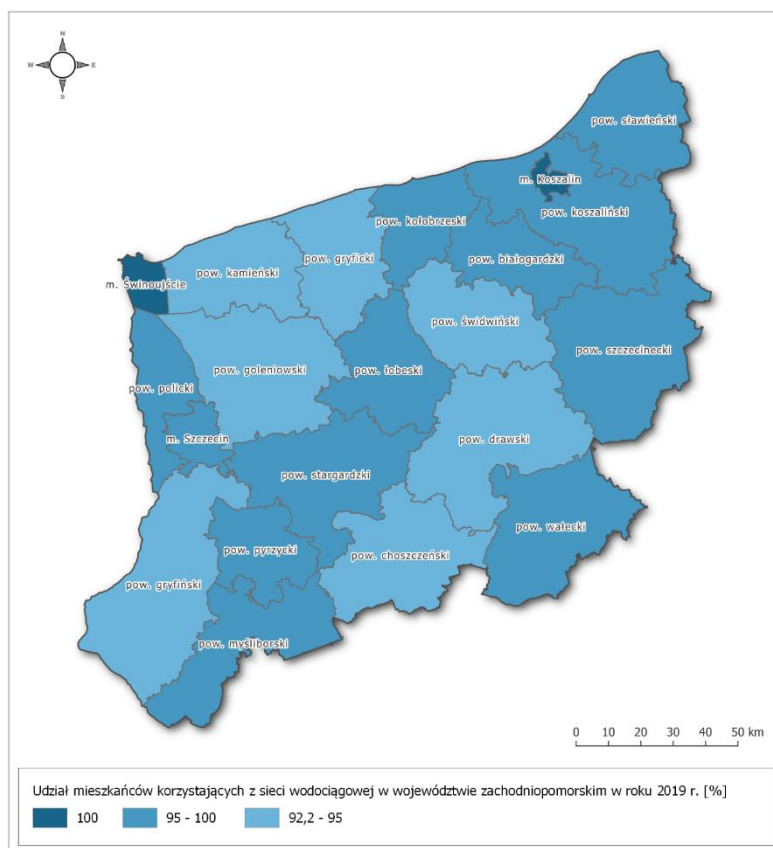 N
W E
S
pow. sławieński
m. Koszalin
pow. koszaliński
pow. kołobrzeski
pow. gryficki
pow. białogardzki
pow. kamieński
m. Świnoujście
pow. świdwiński
pow. szczecinecki
pow. goleniowski
pow. łobeski
pow. policki
m. Szczecin
pow. drawski
pow. stargardzki
pow. wałecki
pow. pyrzycki
pow. choszczeński
pow. gryfiński
pow. myśliborski
0 10 20 30 40 50 km
Udział mieszkańców korzystających z sieci wodociągowej w województwie zachodniopomorskim w roku 2019 r. [%]
100 95 - 100 92,2 - 95